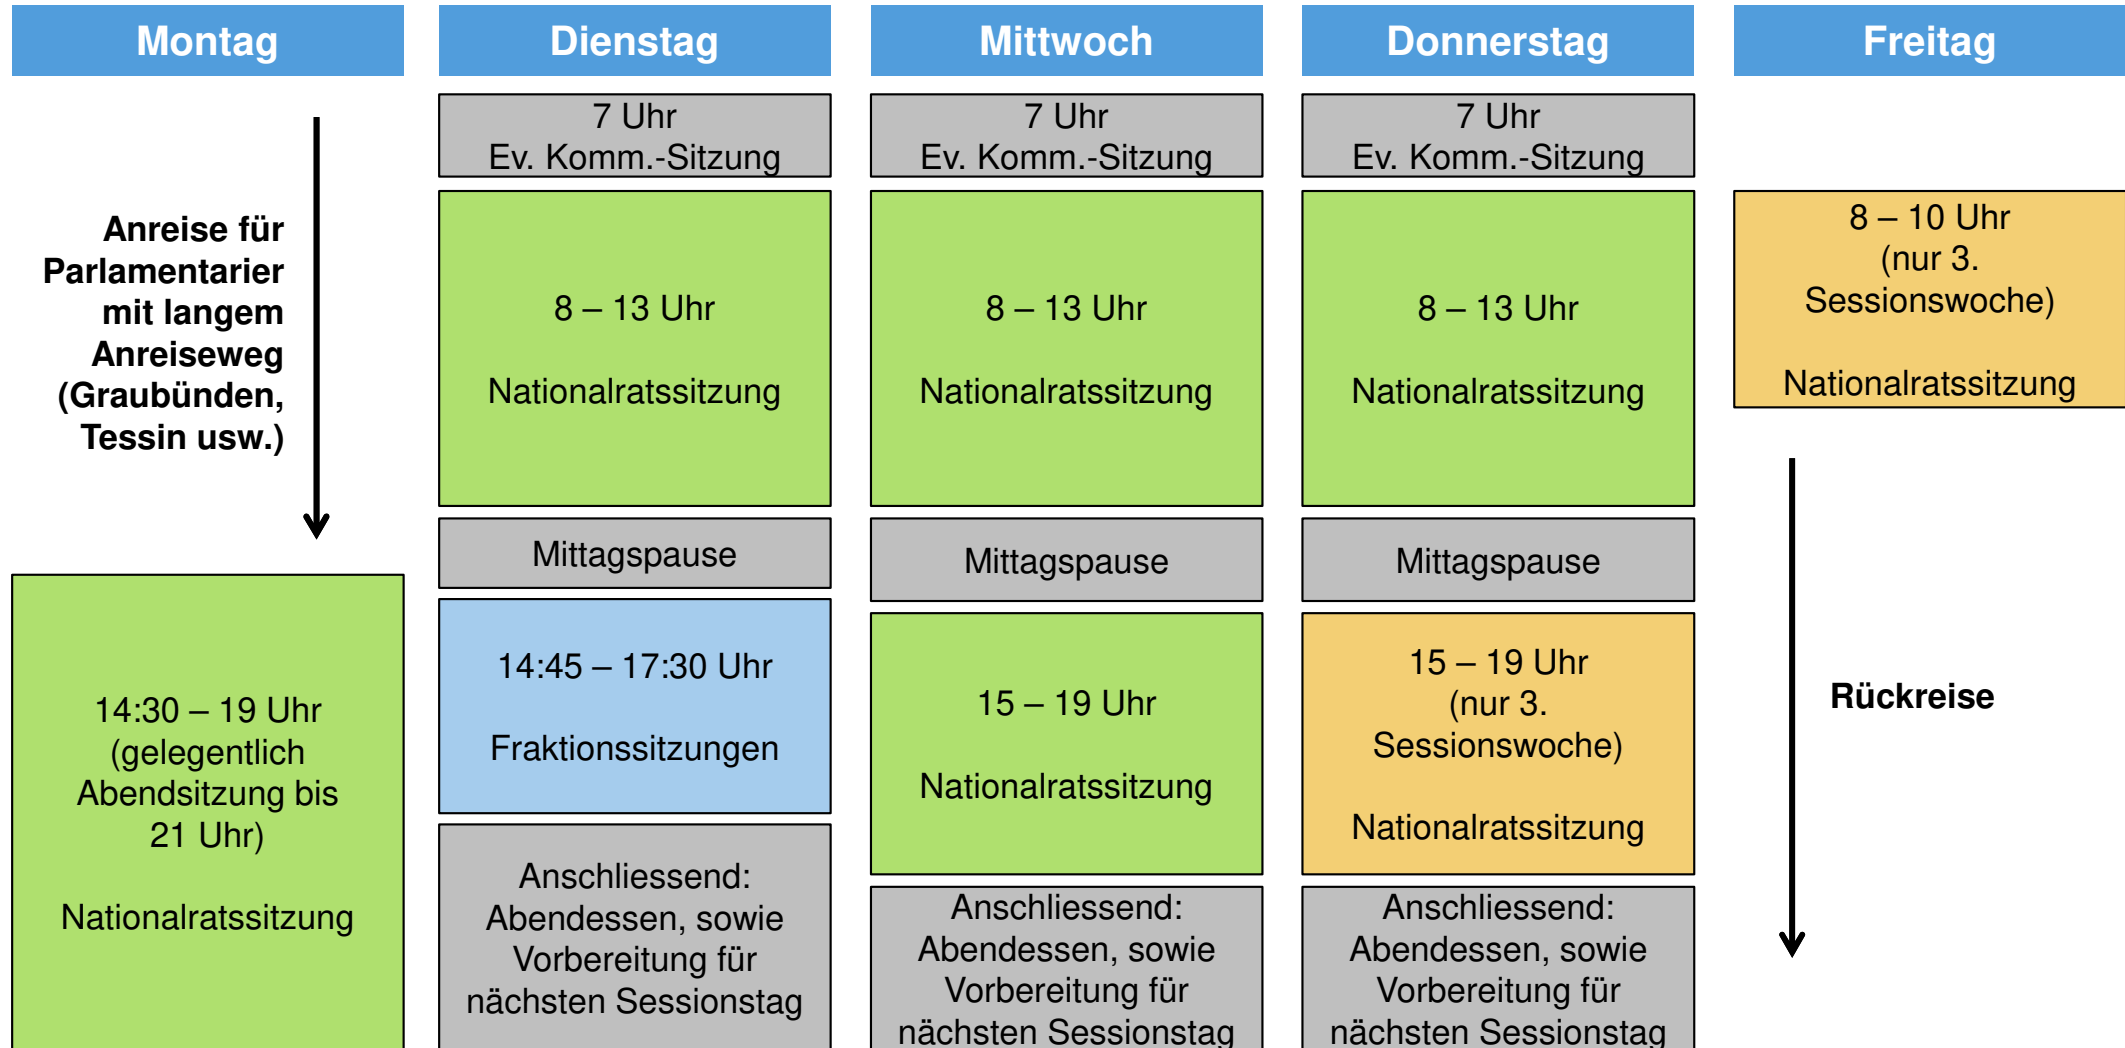 Montag
Anreise für
Parlamentarier
mit langem
Anreiseweg
(Graubünden,
Tessin usw.)
14:30 – 19 Uhr
(gelegentlich
Abendsitzung bis
21 Uhr)
Nationalratssitzung
Dienstag
7 Uhr
Ev. Komm.-Sitzung
8 – 13 Uhr
Nationalratssitzung
Mittagspause
14:45 – 17:30 Uhr
Fraktionssitzungen
Anschliessend:
Abendessen, sowie
Vorbereitung für
nächsten Sessionstag
Mittwoch
7 Uhr
Ev. Komm.-Sitzung
8 – 13 Uhr
Nationalratssitzung
Mittagspause
15 – 19 Uhr
Nationalratssitzung
Anschliessend:
Abendessen, sowie
Vorbereitung für
nächsten Sessionstag
Donnerstag
7 Uhr
Ev. Komm.-Sitzung
8 – 13 Uhr
Nationalratssitzung
Mittagspause
15 – 19 Uhr
(nur 3.
Sessionswoche)
Nationalratssitzung
Anschliessend:
Abendessen, sowie
Vorbereitung für
nächsten Sessionstag
Freitag
8 – 10 Uhr
(nur 3.
Sessionswoche)
Nationalratssitzung
Rückreise